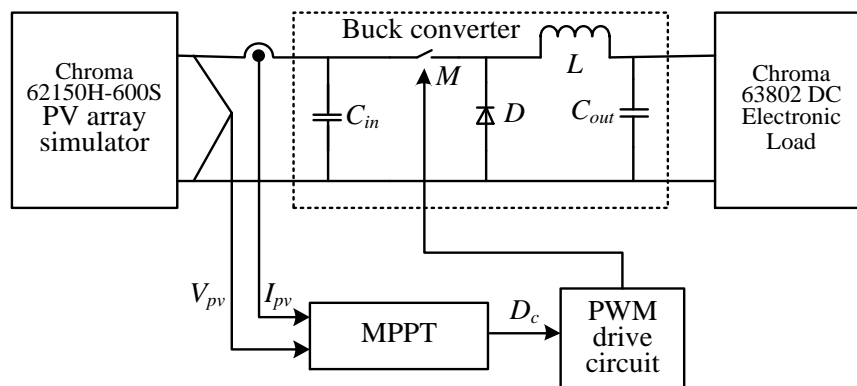 Buck converter
Chroma
62150H-600S
PV array
simulator
C_in
M
D
L
C_out
Chroma
63802 DC
Electronic
Load
V_pv
I_pv
MPPT
D_c
PWM
drive
circuit